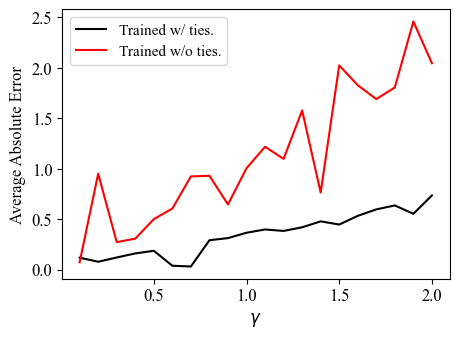 Trained w/ ties.
Trained w/o ties.
Average Absolute Error
2.5
2.0
1.5
1.0
0.5
0.0
0.5 1.0 1.5 2.0
γ